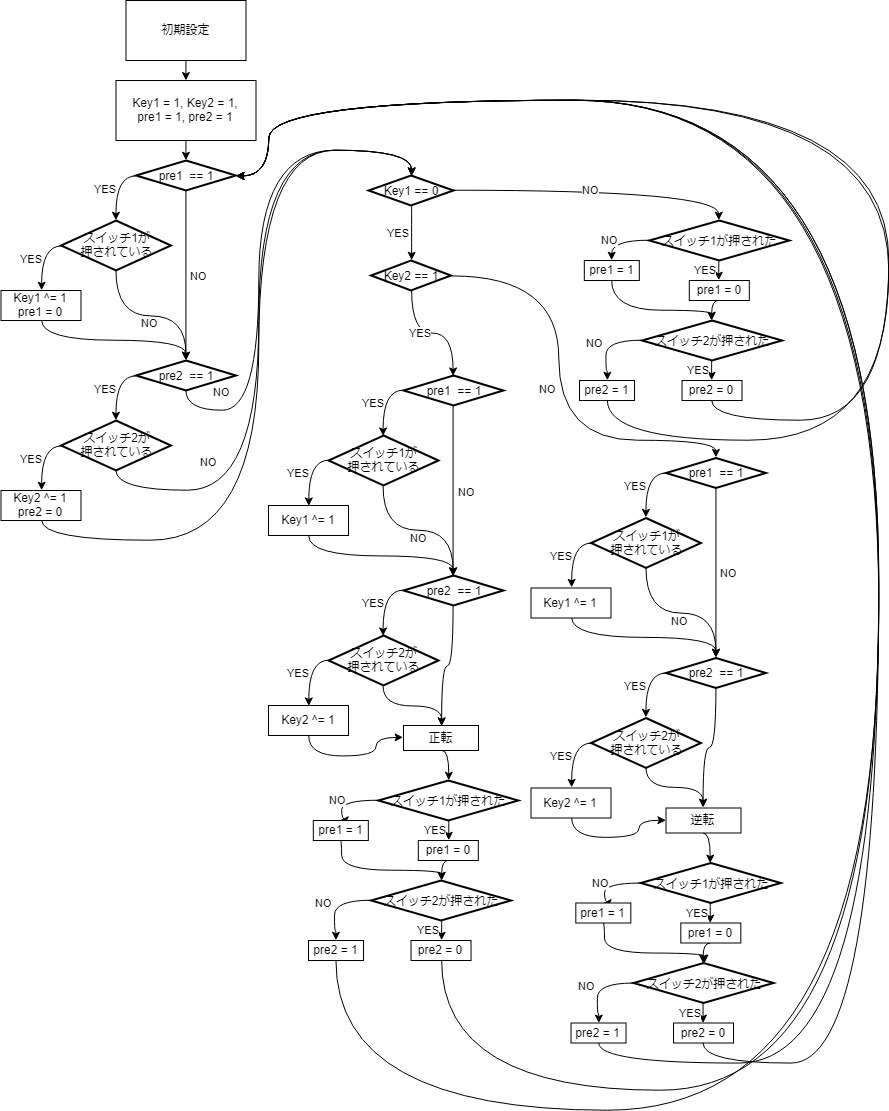 初期設定
Key1 = 1, Key2 = 1,
pre1 = 1, pre2 = 1
pre1 == 1
YES
スイッチ1が
押されている
YES
Key1 ^= 1
pre1 = 0
NO
NO
pre2 == 1
YES
NO
スイッチ2が
押されている
YES
NO
Key2 ^= 1
pre2 = 0
Key1 == 0
NO
YES
Key2 == 1
YES
NO
pre1 == 1
YES
スイッチ1が
押されている
YES
NO
Key1 ^= 1
NO
pre2 == 1
YES
スイッチ2が
押されている
YES
Key2 ^= 1
正転
スイッチ1が押された
NO
YES
pre1 = 1
pre1 = 0
スイッチ2が押された
NO
YES
pre2 = 1
pre2 = 0
スイッチ1が押された
NO
YES
pre1 = 1
pre1 = 0
スイッチ2が押された
NO
YES
pre2 = 1
pre2 = 0
pre1 == 1
YES
スイッチ1が
押されている
YES
NO
Key1 ^= 1
NO
pre2 == 1
YES
スイッチ2が
押されている
YES
Key2 ^= 1
逆転
スイッチ1が押された
NO
YES
pre1 = 1
pre1 = 0
スイッチ2が押された
NO
YES
pre2 = 1
pre2 = 0